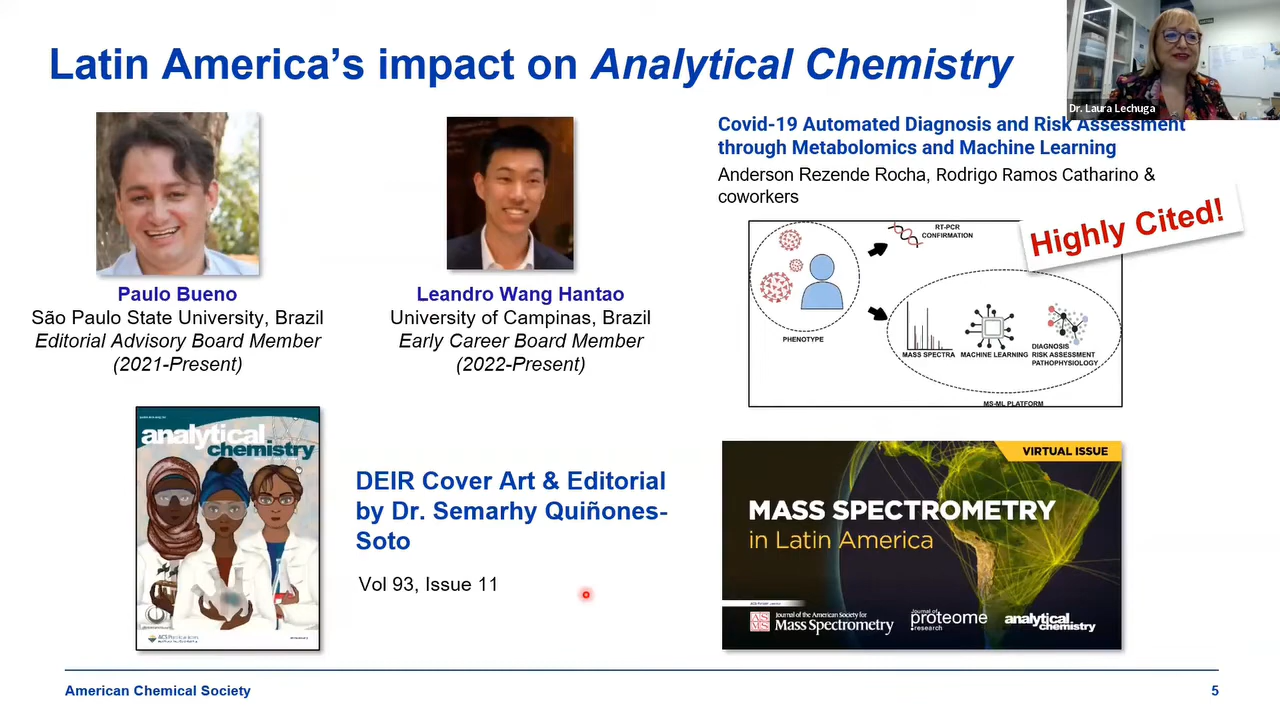 Latin America's impact on Analytical Chemistry
Dr. Laura Lechuga
Paulo Bueno
São Paulo State University, Brazil
Editorial Advisory Board Member
(2021-Present)
Leandro Wang Hantao
University of Campinas, Brazil
Early Career Board Member
(2022-Present)
Covid-19 Automated Diagnosis and Risk Assessment
through Metabolomics and Machine Learning
Anderson Rezende Rocha, Rodrigo Ramos Catharino &
coworkers
Highly Cited!
RT-PCR
CONFIRMATION
PHENOTYPE
MASS SPECTRA
MACHINE LEARNING
DIAGNOSIS
RISK ASSESSMENT
PATHOPHYSIOLOGY
MS-ML PLATFORM
analytical
chemistry
ACS Publications
DEIR Cover Art & Editorial
by Dr. Semarhy Quiñones-
Soto
Vol 93, Issue 11
VIRTUAL ISSUE
MASS SPECTROMETRY
in Latin America
Journal of the American Society for
Mass Spectrometry
Journal of
proteome
research
analytical
chemistry
American Chemical Society
5